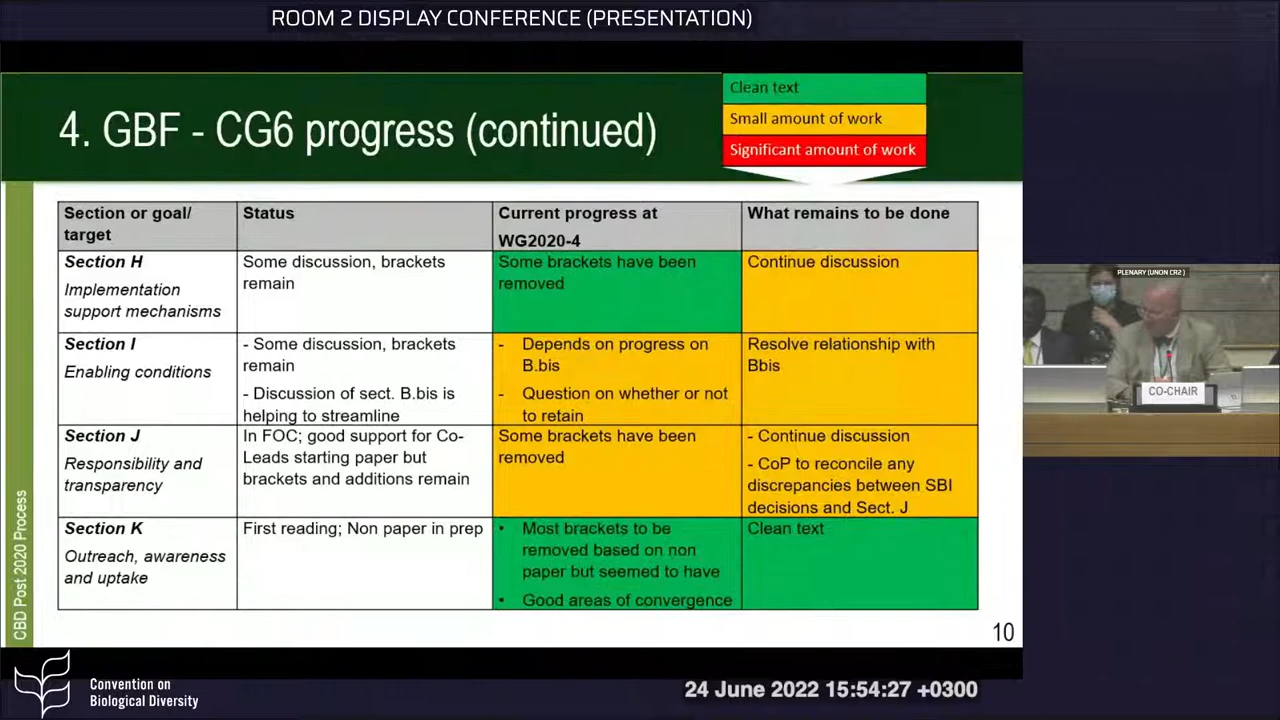 ROOM 2 DISPLAY CONFERENCE (PRESENTATION)
4. GBF - CG6 progress (continued)
Clean text
Small amount of work
Significant amount of work
Section or goal/
target
Status
Current progress at
WG2020-4
What remains to be done
Section H
Implementation
support mechanisms
Some discussion, brackets
remain
Some brackets have been
removed
Continue discussion
Section I
Enabling conditions
- Some discussion, brackets
remain
- Discussion of sect. B.bis is
helping to streamline
- Depends on progress on
B.bis
- Question on whether or not
to retain
Resolve relationship with
Bbis
Section J
Responsibility and
transparency
In FOC; good support for Co-
Leads starting paper but
brackets and additions remain
Some brackets have been
removed
- Continue discussion
- CoP to reconcile any
discrepancies between SBI
decisions and Sect. J
Section K
Outreach, awareness
and uptake
First reading; Non paper in prep
• Most brackets to be
removed based on non
paper but seemed to have
• Good areas of convergence
Clean text
10
CBD Post 2020 Process
PLENARY (UNON CR2)
CO-CHAIR
Convention on
Biological Diversity
24 June 2022 15:54:27 +0300